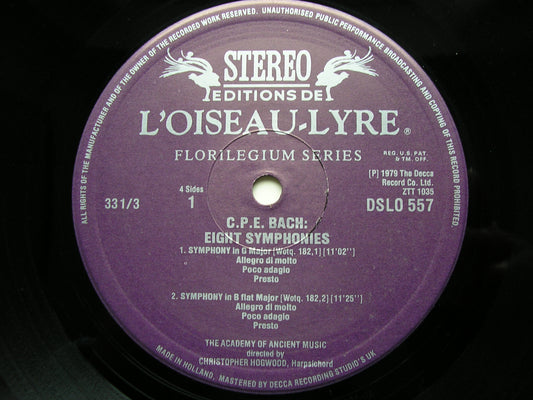 ALL RIGHTS OF THE MANUFACTURER AND OF THE OWNER OF THE RECORDED WORK RESERVED. UNAUTHORISED PUBLIC PERFORMANCE BROADCASTING AND COPYING OF THIS RECORD PROHIBITED.
STEREO
EDITIONS DE
L'OISEAU-LYRE ®
FLORILEGIUM SERIES
REG. U.S. PAT.
& TM. OFF.
33 1/3
4 Sides
1
[P] 1979 The Decca
Record Co. Ltd.
ZTT 1035
DSLO 557
C.P.E. BACH:
EIGHT SYMPHONIES
1. SYMPHONY in G Major [Wotq. 182,1] [11'02'']
Allegro di molto
Poco adagio
Presto
2. SYMPHONY in B flat Major [Wotq. 182,2] [11'25'']
Allegro di molto
Poco adagio
Presto
THE ACADEMY OF ANCIENT MUSIC
directed by
CHRISTOPHER HOGWOOD, Harpsichord
MADE IN HOLLAND, MASTERED BY DECCA RECORDING STUDIO'S UK